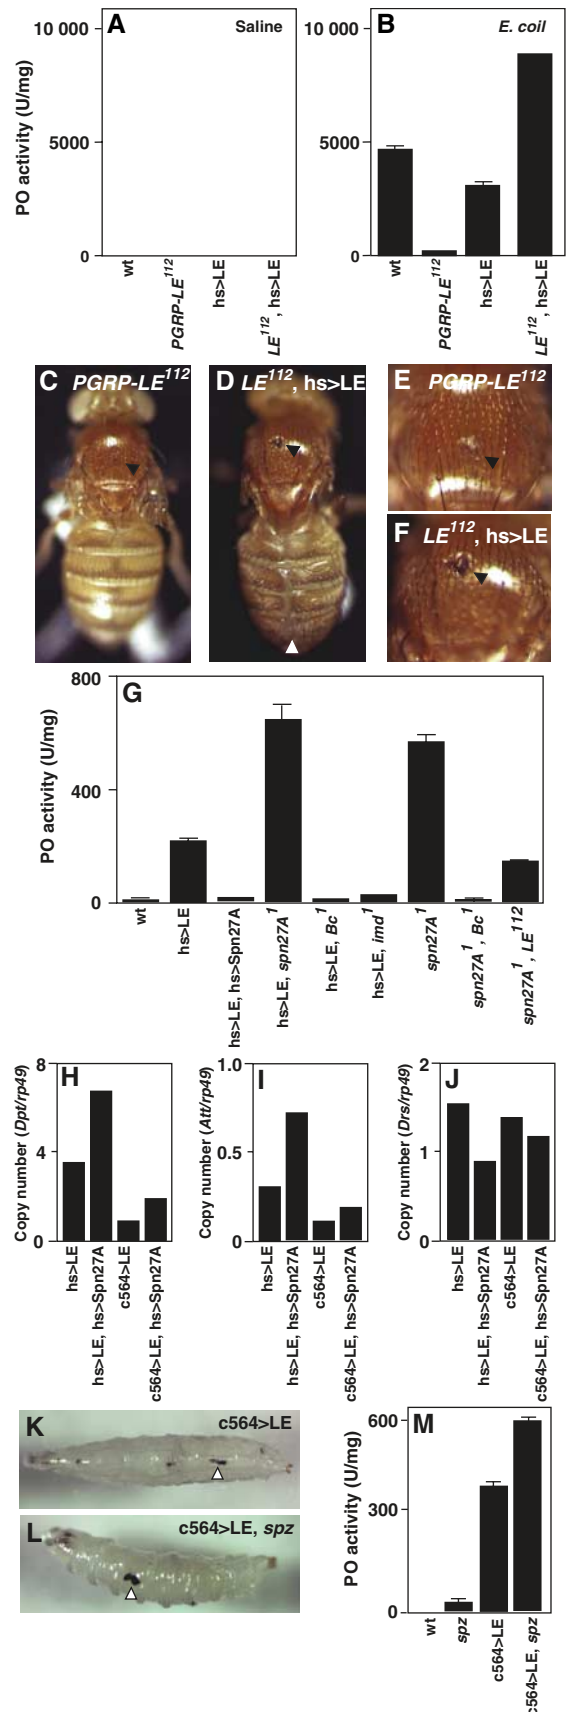 A Saline
10 000
5000
0
PO activity (U/mg)
wt
PGRP-LE112
hs>LE
LE112, hs>LE
B E. coil
10 000
5000
0
wt
PGRP-LE112
hs>LE
LE112, hs>LE
C PGRP-LE112
D LE112, hs>LE
E PGRP-LE112
F LE112, hs>LE
G
800
400
0
PO activity (U/mg)
wt
hs>LE
hs>LE, hs>Spn27A
hs>LE, spn27A1
hs>LE, Bc1
hs>LE, imd1
spn27A1
spn27A1, Bc1
spn27A1, LE112
H
8
4
0
Copy number (Dpt/rp49)
hs>LE
hs>LE, hs>Spn27A
c564>LE
c564>LE, hs>Spn27A
I
1.0
0.5
0
Copy number (Att/rp49)
hs>LE
hs>LE, hs>Spn27A
c564>LE
c564>LE, hs>Spn27A
J
2
1
0
Copy number (Drs/rp49)
hs>LE
hs>LE, hs>Spn27A
c564>LE
c564>LE, hs>Spn27A
K c564>LE
L c564>LE, spz
M
600
300
0
PO activity (U/mg)
wt
spz
c564>LE
c564>LE, spz